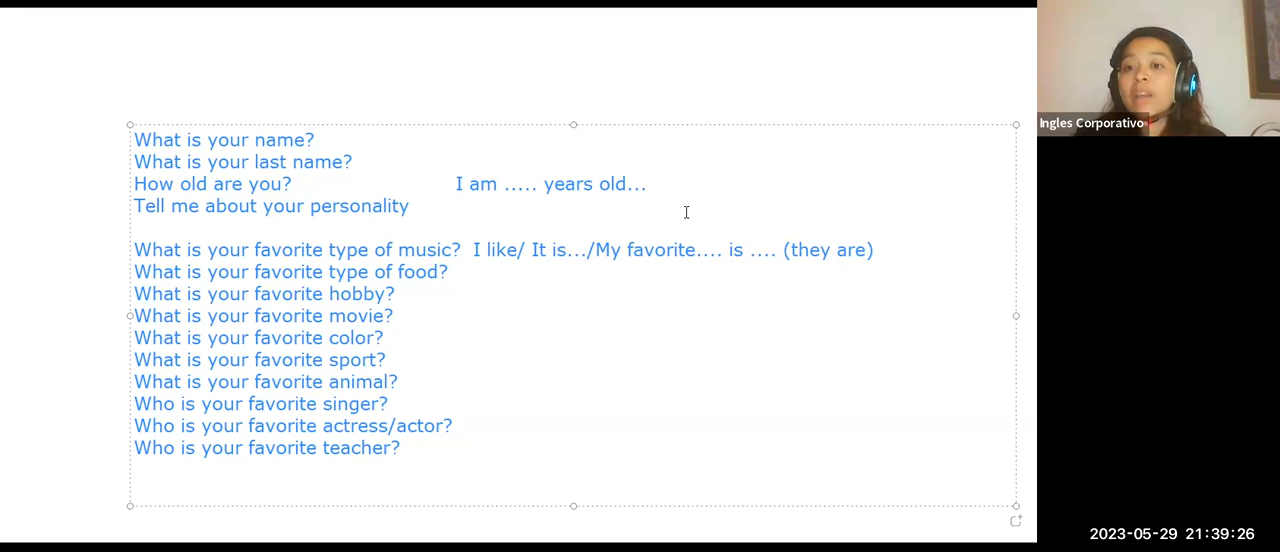 What is your name?
What is your last name?
How old are you? I am ..... years old...
Tell me about your personality
What is your favorite type of music? I like/ It is.../My favorite.... is .... (they are)
What is your favorite type of food?
What is your favorite hobby?
What is your favorite movie?
What is your favorite color?
What is your favorite sport?
What is your favorite animal?
Who is your favorite singer?
Who is your favorite actress/actor?
Who is your favorite teacher?
Ingles Corporativo
2023-05-29 21:39:26